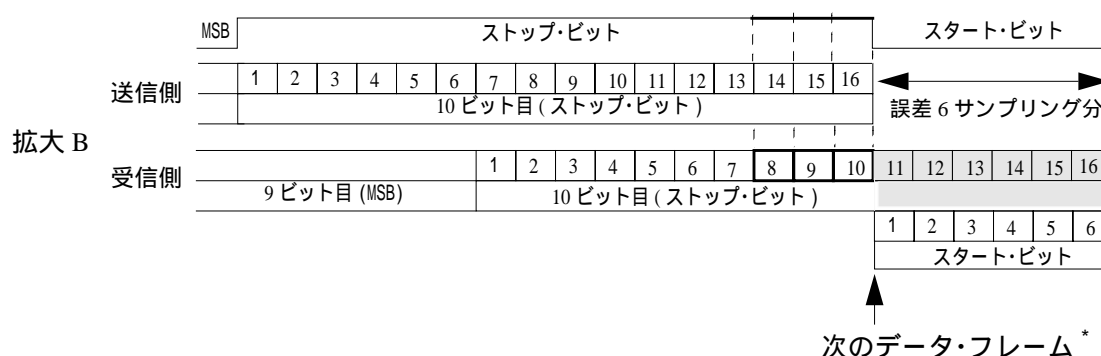 MSB ストップ・ビット スタート・ビット
送信側 1 2 3 4 5 6 7 8 9 10 11 12 13 14 15 16
10 ビット目 ( ストップ・ビット ) 誤差 6 サンプリング分
拡大 B
受信側 1 2 3 4 5 6 7 8 9 10 11 12 13 14 15 16
9 ビット目 (MSB) 10 ビット目 ( ストップ・ビット )
1 2 3 4 5 6
スタート・ビット
次のデータ・フレーム *